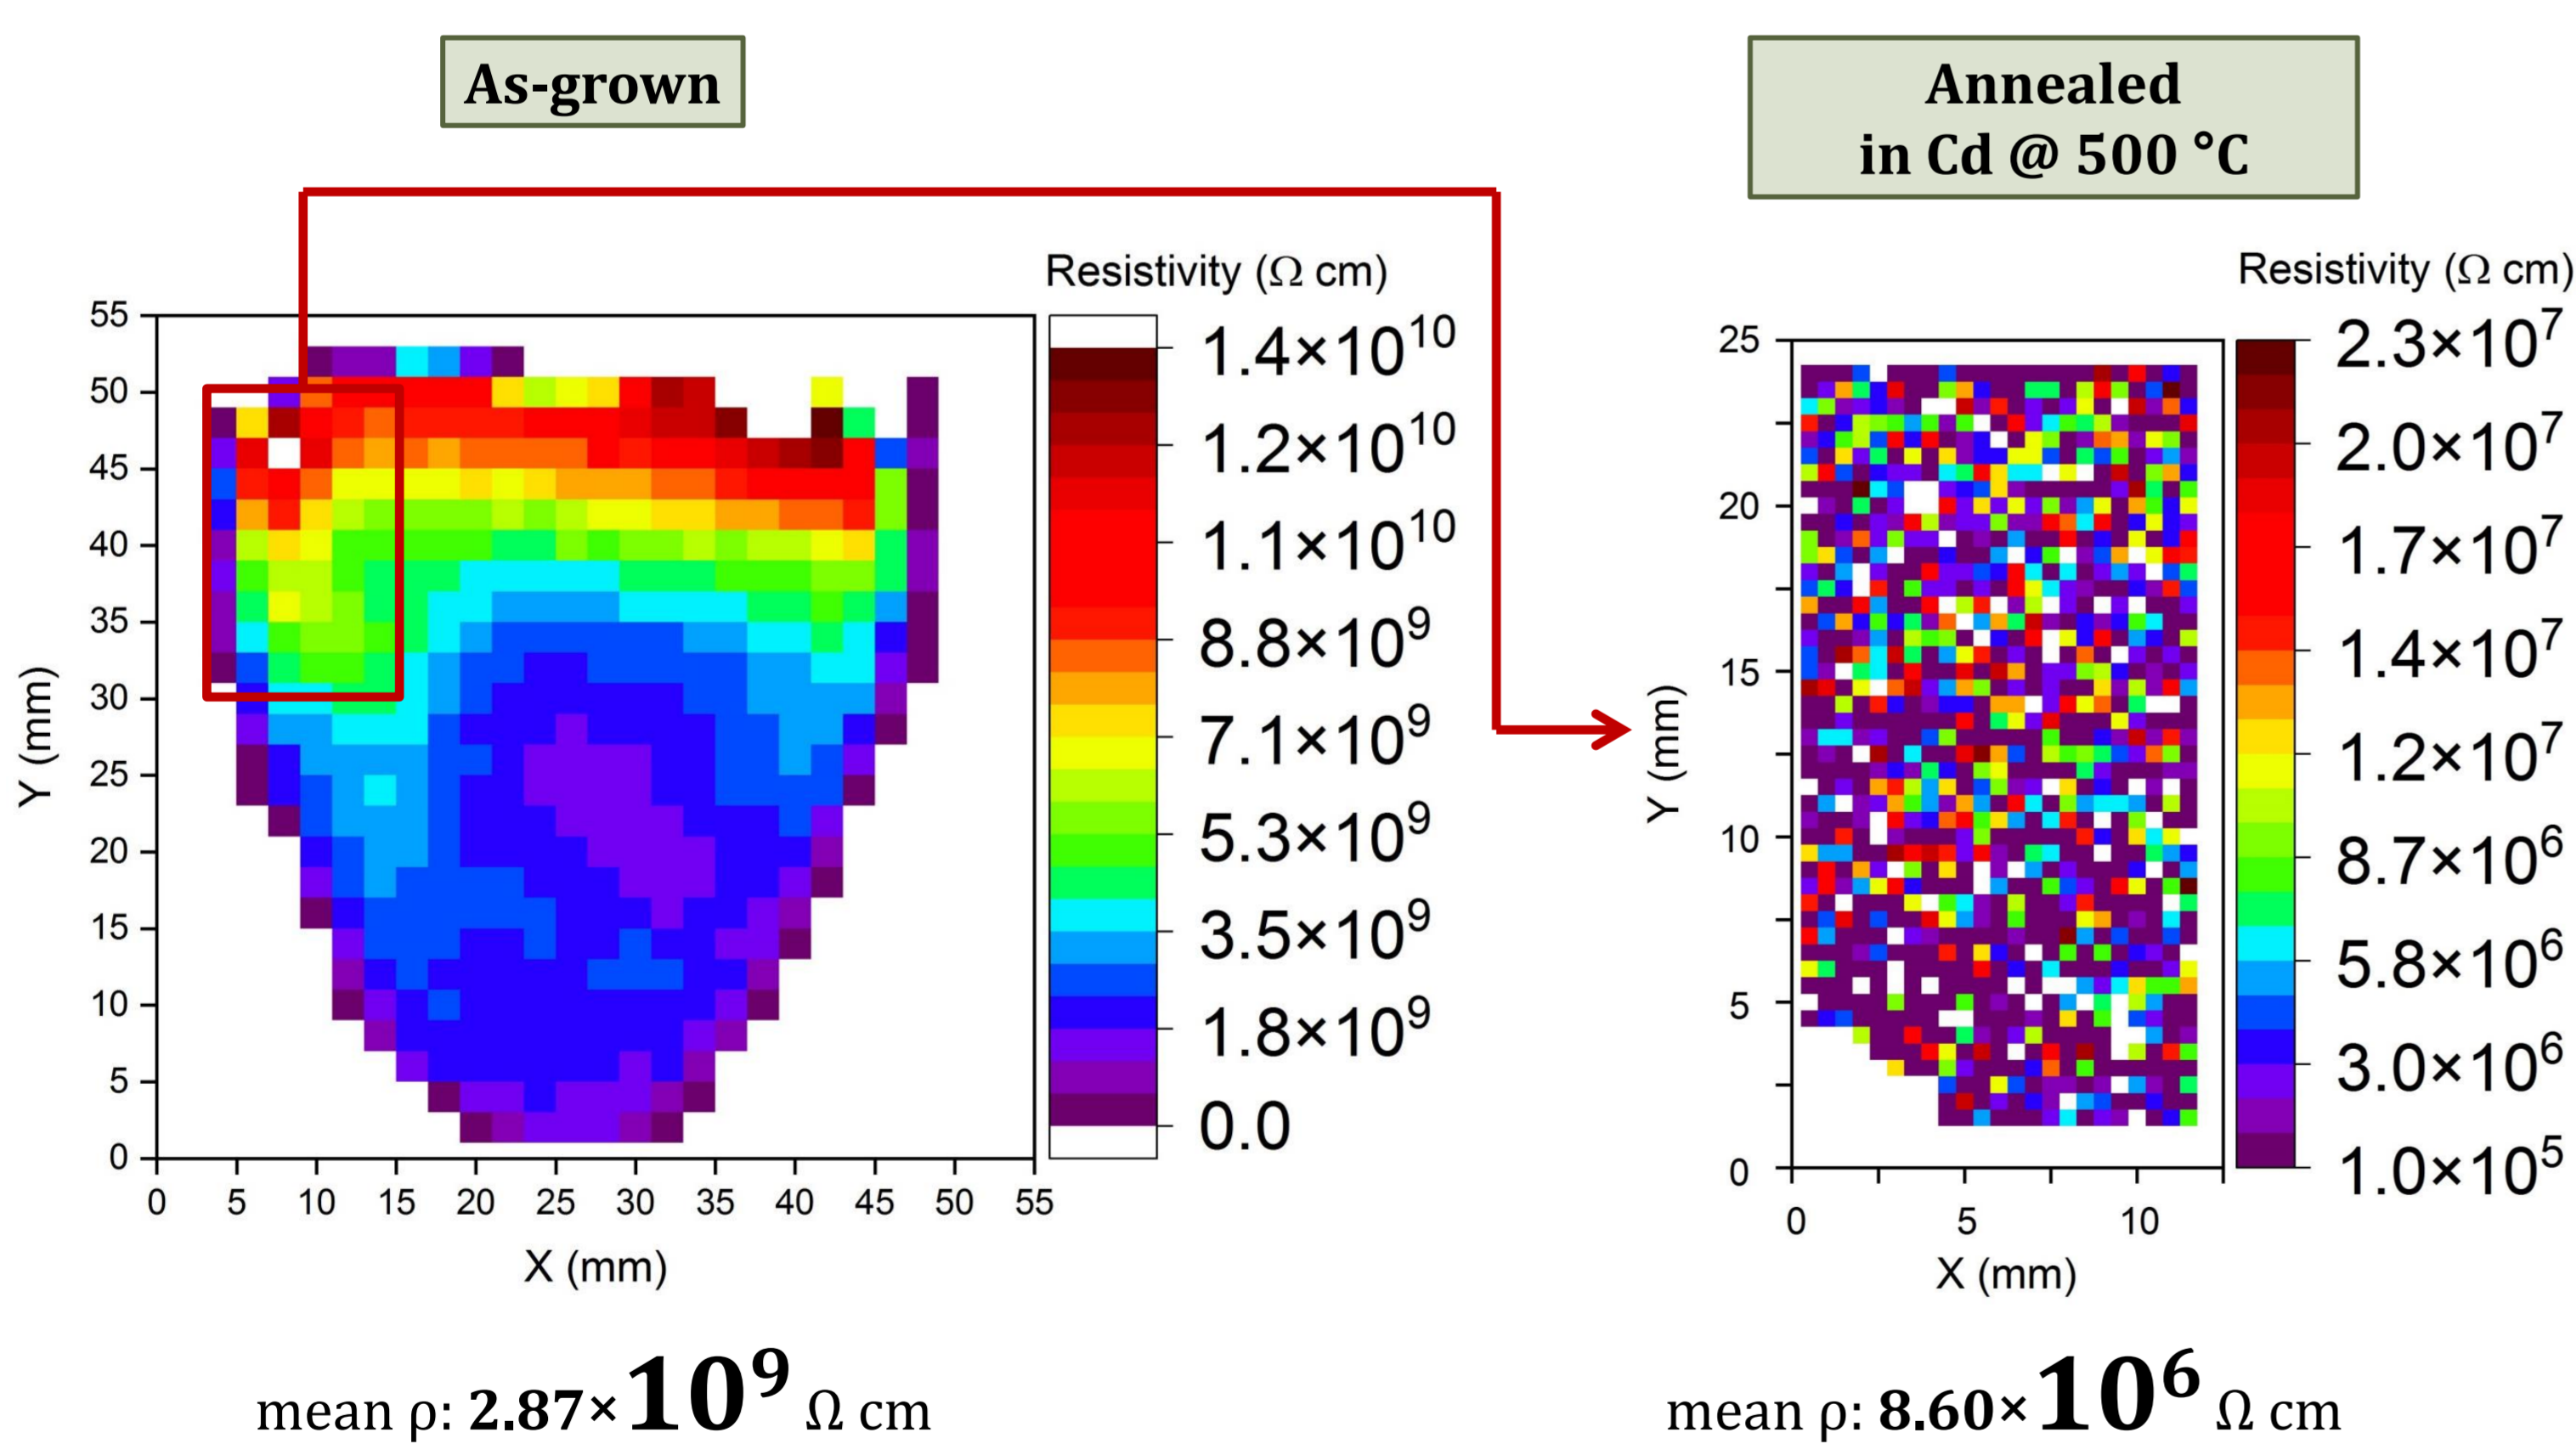 As-grown
Annealed
in Cd @ 500 °C
Resistivity (Ω cm)
1.4×10¹⁰
1.2×10¹⁰
1.1×10¹⁰
8.8×10⁹
7.1×10⁹
5.3×10⁹
3.5×10⁹
1.8×10⁹
0.0
55
50
45
40
35
30
25
20
15
10
5
0
Y (mm)
0 5 10 15 20 25 30 35 40 45 50 55
X (mm)
mean ρ: 2.87×10⁹ Ω cm
Resistivity (Ω cm)
2.3×10⁷
2.0×10⁷
1.7×10⁷
1.4×10⁷
1.2×10⁷
8.7×10⁶
5.8×10⁶
3.0×10⁶
1.0×10⁵
25
20
15
10
5
0
Y (mm)
0 5 10
X (mm)
mean ρ: 8.60×10⁶ Ω cm